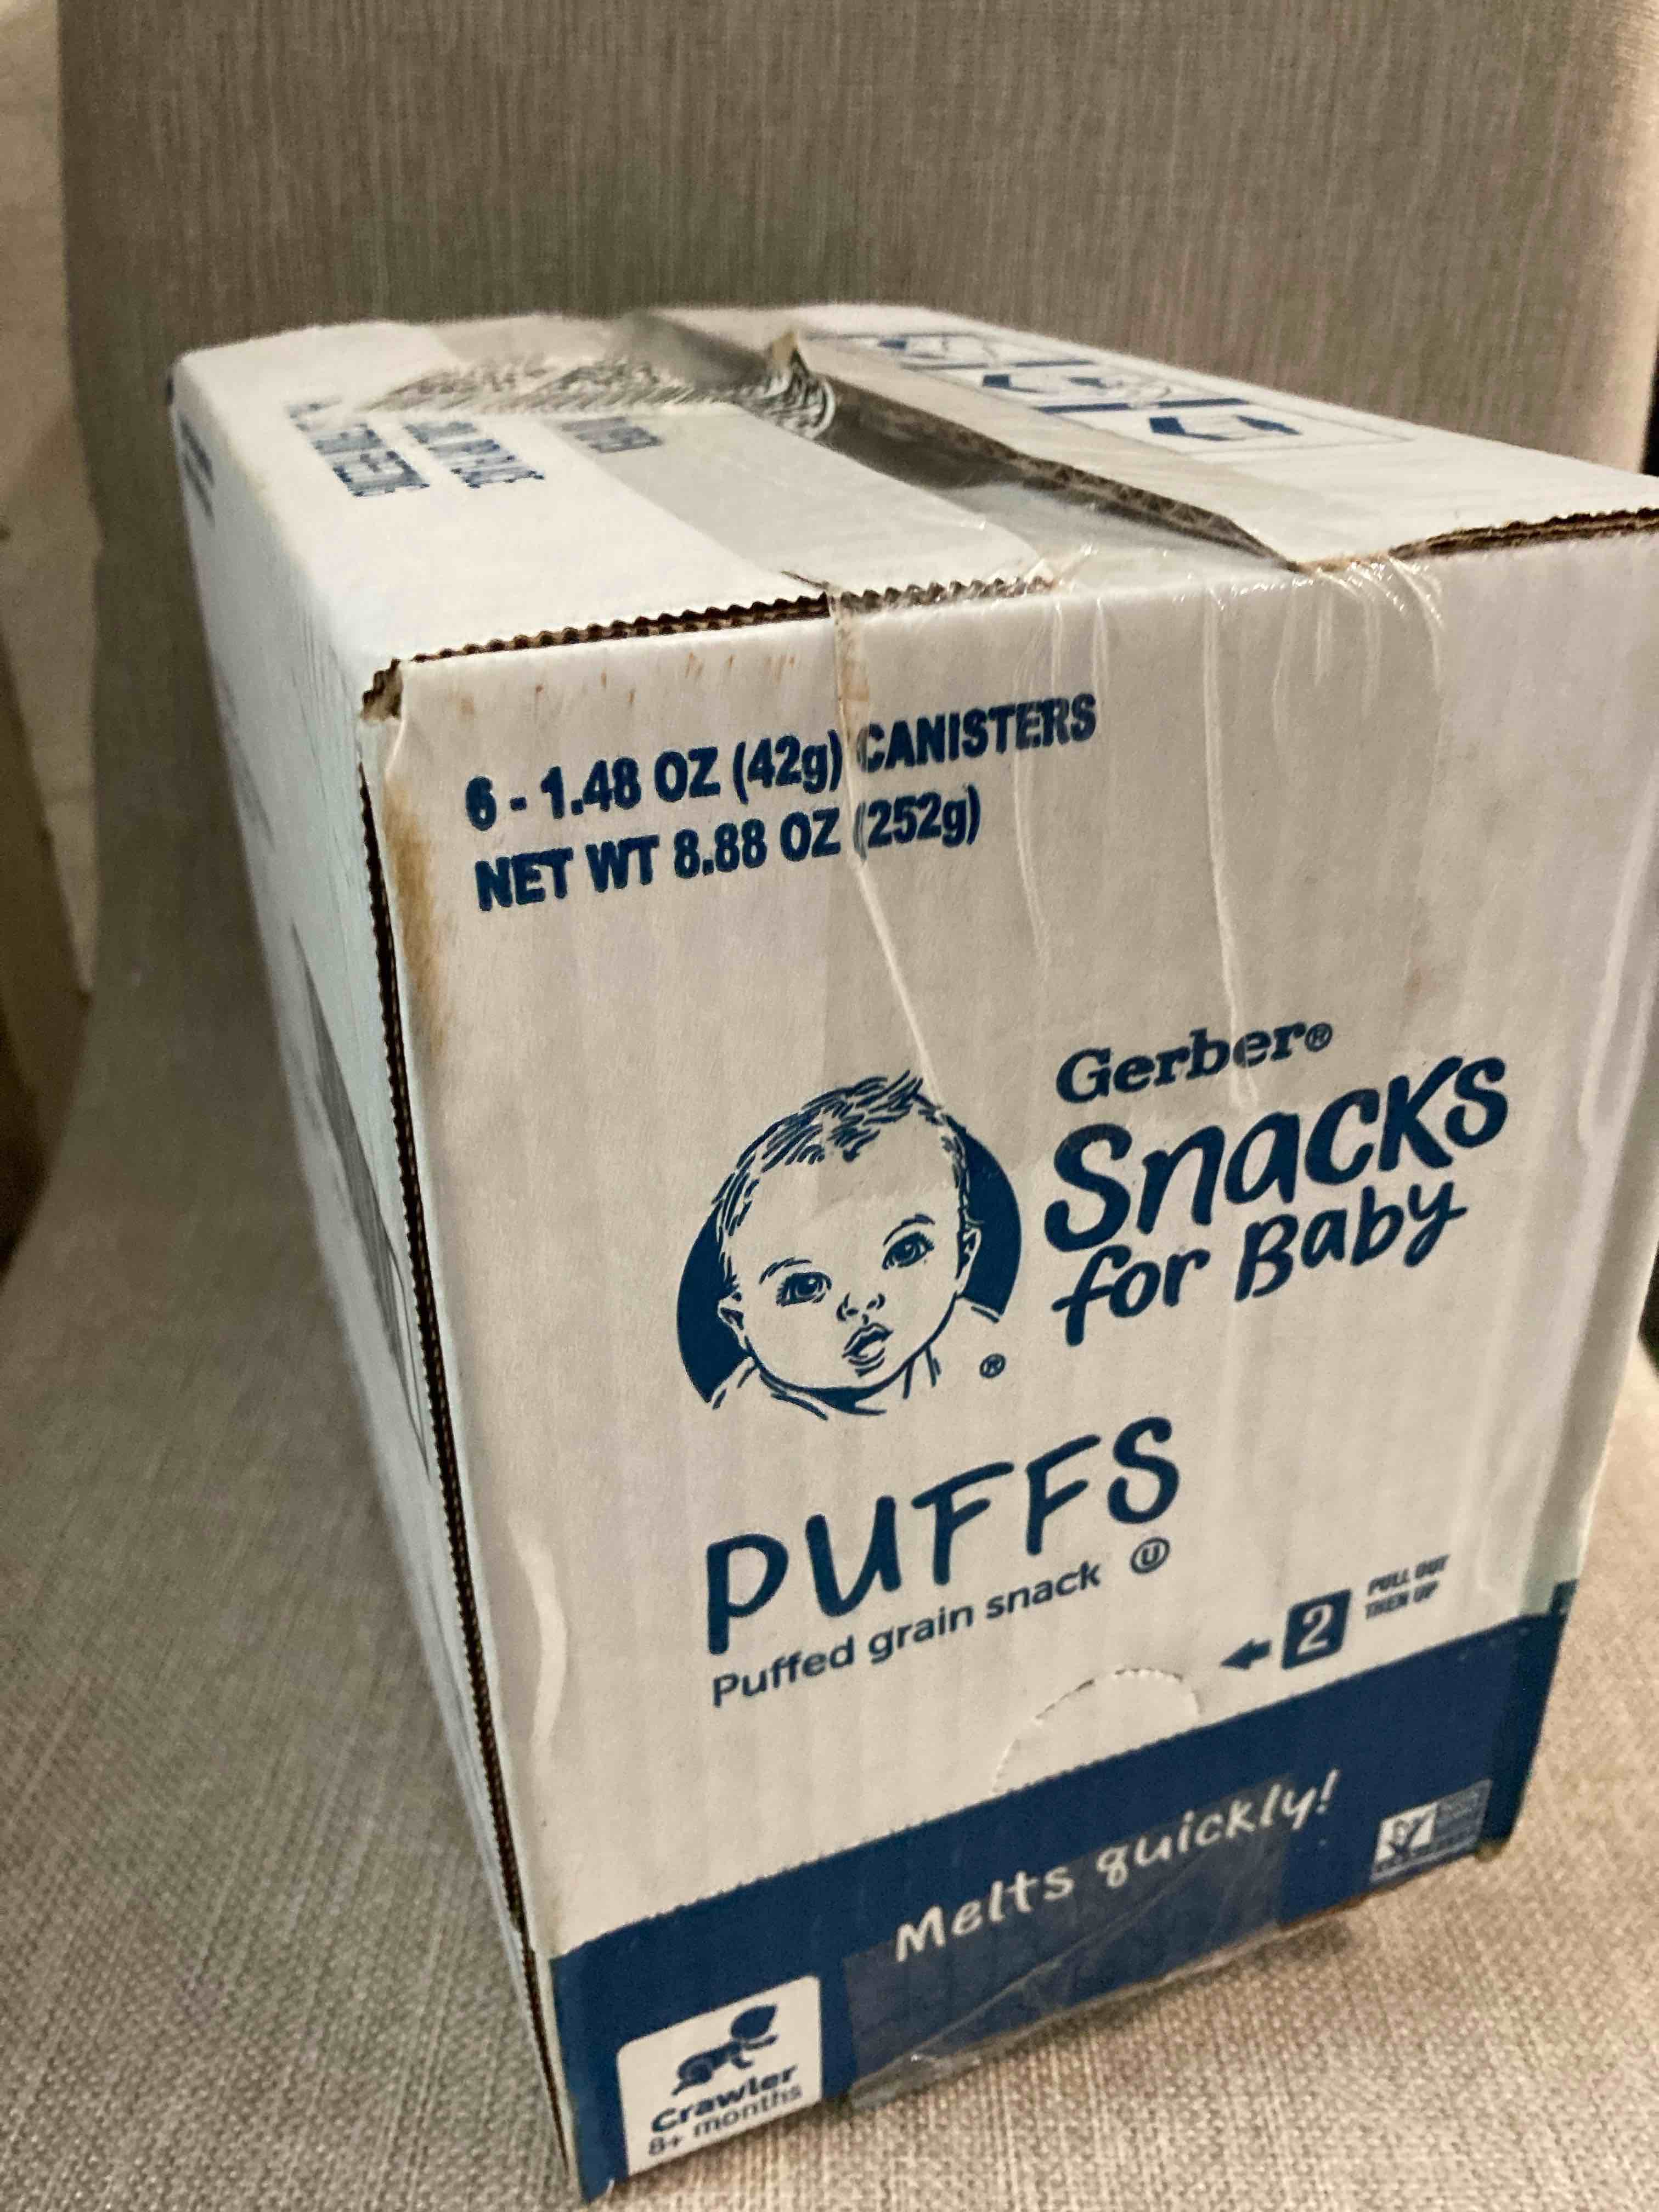 6 - 1.48 OZ (42g) CANISTERS
NET WT 8.88 OZ (252g)
Gerber®
Snacks
for Baby
®
PUFFS
Puffed grain snack Ⓤ
2 PULL OUT
THEN UP
Melts quickly!
Crawler
8+ months